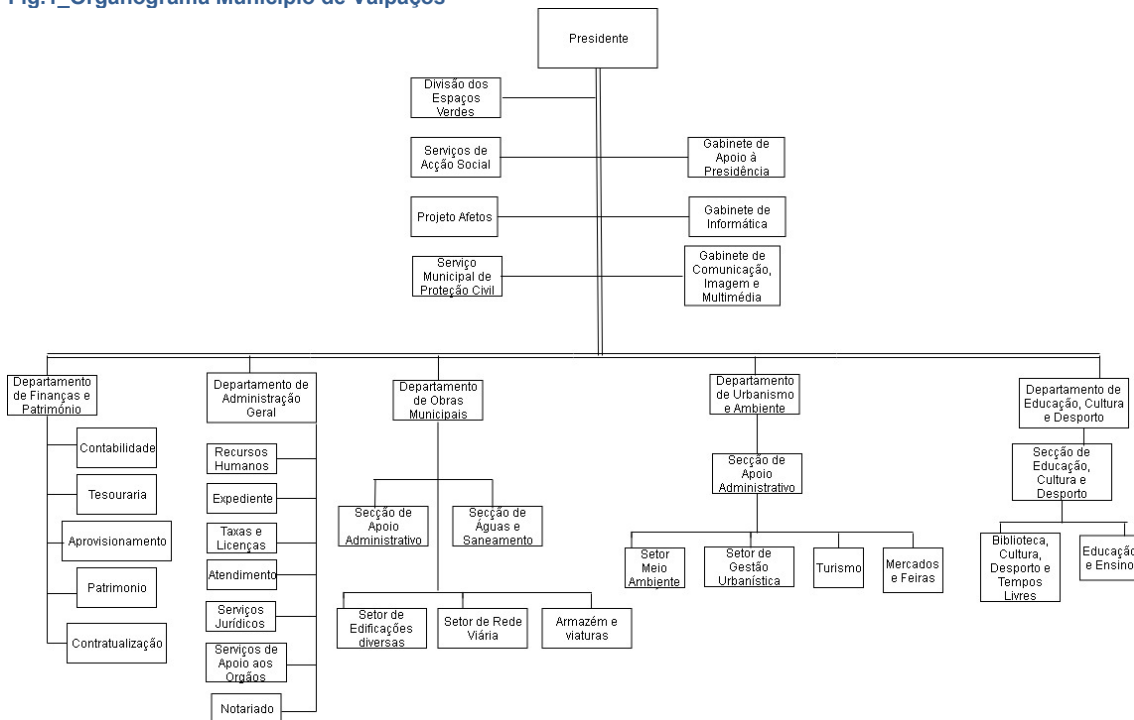 Fig.1_Organograma Município de Valpaços
Presidente
Divisão dos
Espaços
Verdes
Serviços de
Acção Social
Gabinete de
Apoio à
Presidência
Projeto Afetos
Gabinete de
Informática
Serviço
Municipal de
Proteção Civil
Gabinete de
Comunicação,
Imagem e
Multimédia
Departamento
de Finanças e
Património
Contabilidade
Tesouraria
Aprovisionamento
Patrimonio
Contratualização
Departamento de
Administração
Geral
Recursos
Humanos
Expediente
Taxas e
Licenças
Atendimento
Serviços
Jurídicos
Serviços de
Apoio aos
Orgãos
Notariado
Departamento
de Obras
Municipais
Secção de
Apoio
Administrativo
Secção de
Águas e
Saneamento
Setor de
Edificações
diversas
Setor de Rede
Viária
Armazém e
viaturas
Departamento
de Urbanismo
e Ambiente
Secção de
Apoio
Administrativo
Setor
Meio
Ambiente
Setor de
Gestão
Urbanística
Turismo
Mercados
e Feiras
Departamento de
Educação, Cultura
e Desporto
Secção de
Educação,
Cultura e
Desporto
Biblioteca,
Cultura,
Desporto e
Tempos
Livres
Educação
e Ensino